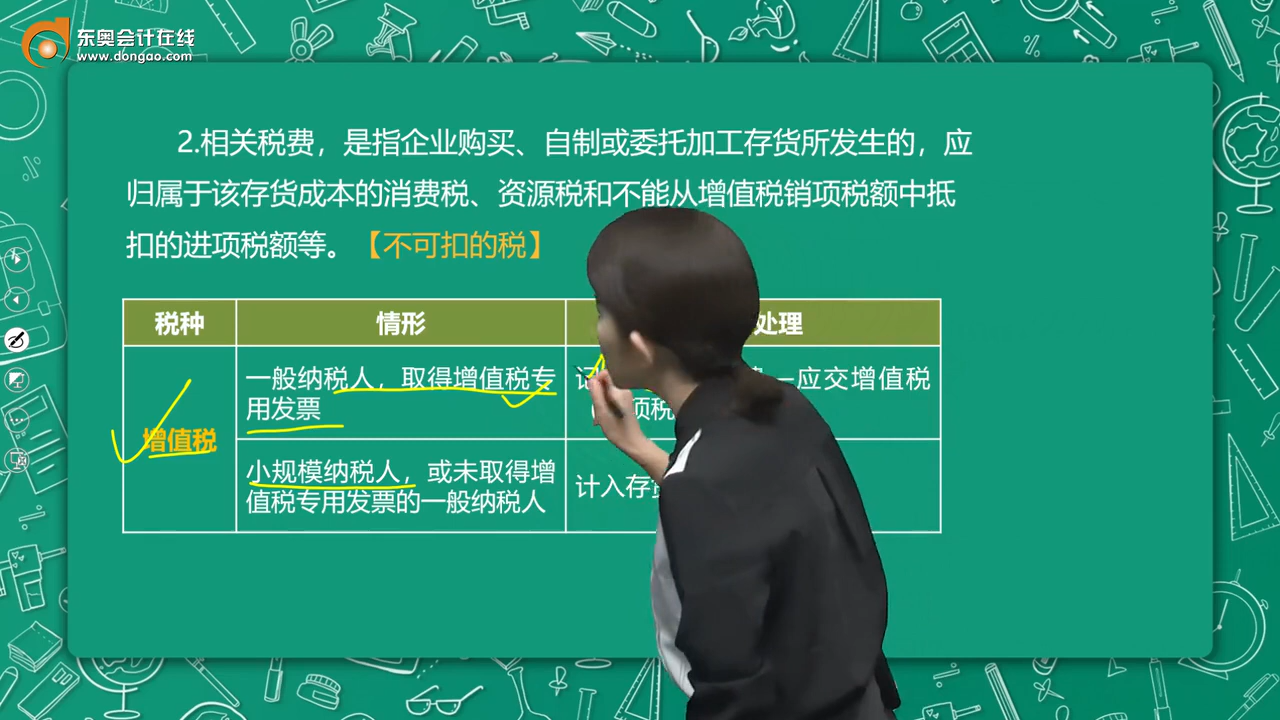 东奥会计在线
www.dongao.com
2.相关税费，是指企业购买、自制或委托加工存货所发生的，应
归属于该存货成本的消费税、资源税和不能从增值税销项税额中抵
扣的进项税额等。【不可扣的税】
税种
情形
处理
增值税
一般纳税人，取得增值税专
用发票
一应交增值税
项税
小规模纳税人，或未取得增
值税专用发票的一般纳税人
计入存